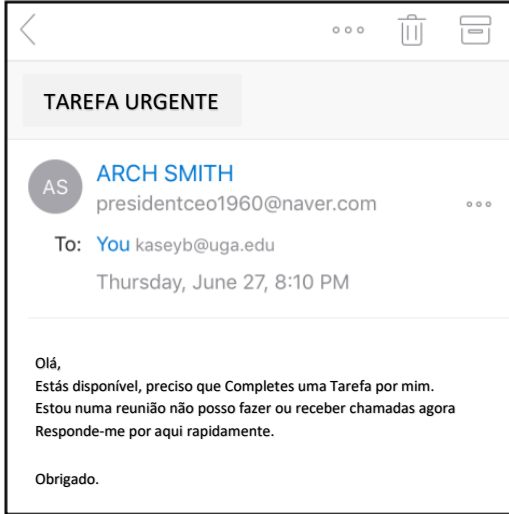 TAREFA URGENTE
AS
ARCH SMITH
presidentceo1960@naver.com
To: You kaseyb@uga.edu
Thursday, June 27, 8:10 PM
Olá,
Estás disponível, preciso que Completes uma Tarefa por mim.
Estou numa reunião não posso fazer ou receber chamadas agora
Responde-me por aqui rapidamente.
Obrigado.